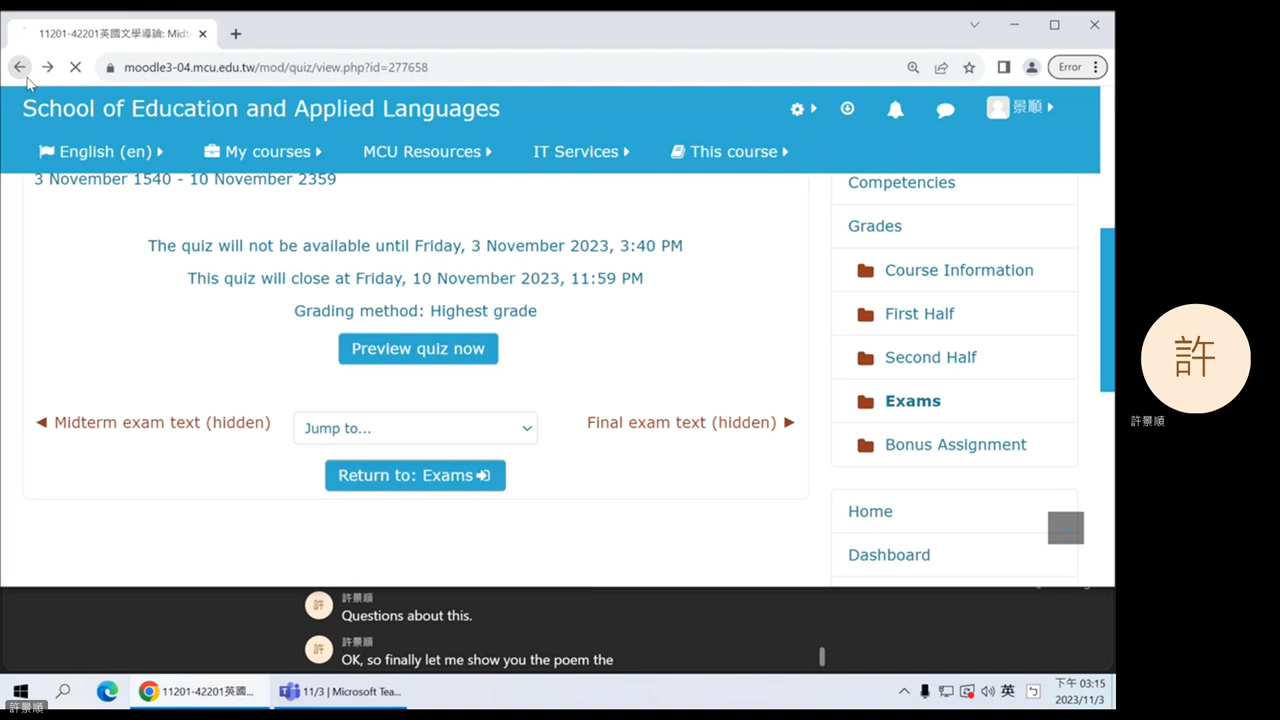 11201-42201英國文學導論: Midt
moodle3-04.mcu.edu.tw/mod/quiz/view.php?id=277658
Error
School of Education and Applied Languages
景順
English (en)
My courses
MCU Resources
IT Services
This course
3 November 1540 - 10 November 2359
The quiz will not be available until Friday, 3 November 2023, 3:40 PM
This quiz will close at Friday, 10 November 2023, 11:59 PM
Grading method: Highest grade
Preview quiz now
◄ Midterm exam text (hidden)
Jump to...
Final exam text (hidden) ►
Return to: Exams
Competencies
Grades
Course Information
First Half
Second Half
Exams
Bonus Assignment
Home
Dashboard
許
許景順
許
許景順
Questions about this.
許
許景順
OK, so finally let me show you the poem the
11201-42201英國...
11/3 | Microsoft Tea...
英
下午 03:15
2023/11/3
許景順